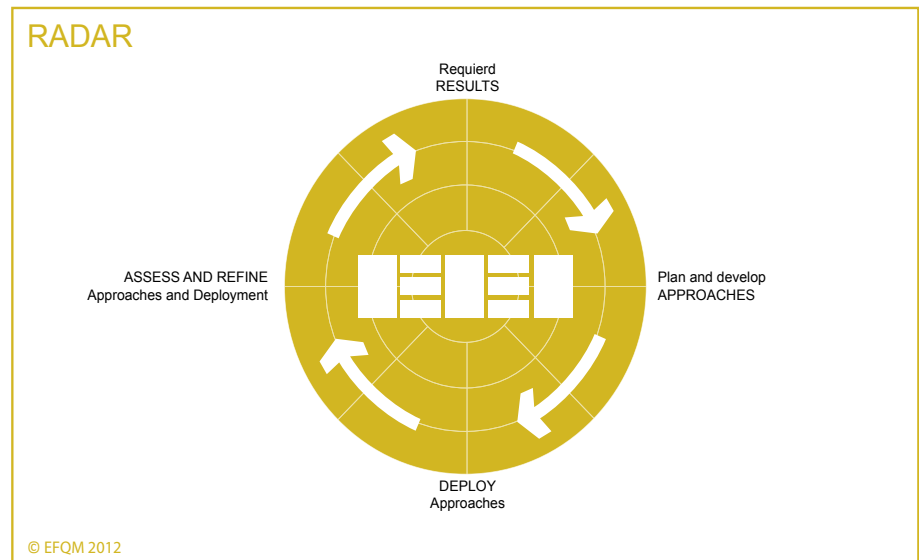 RADAR
Requierd
RESULTS
ASSESS AND REFINE
Approaches and Deployment
Plan and develop
APPROACHES
DEPLOY
Approaches
© EFQM 2012